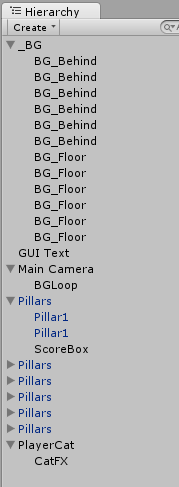 Hierarchy
Create All
_BG
BG_Behind
BG_Behind
BG_Behind
BG_Behind
BG_Behind
BG_Behind
BG_Floor
BG_Floor
BG_Floor
BG_Floor
BG_Floor
BG_Floor
GUI Text
Main Camera
BGLoop
Pillars
Pillar1
Pillar1
ScoreBox
Pillars
Pillars
Pillars
Pillars
Pillars
PlayerCat
CatFX